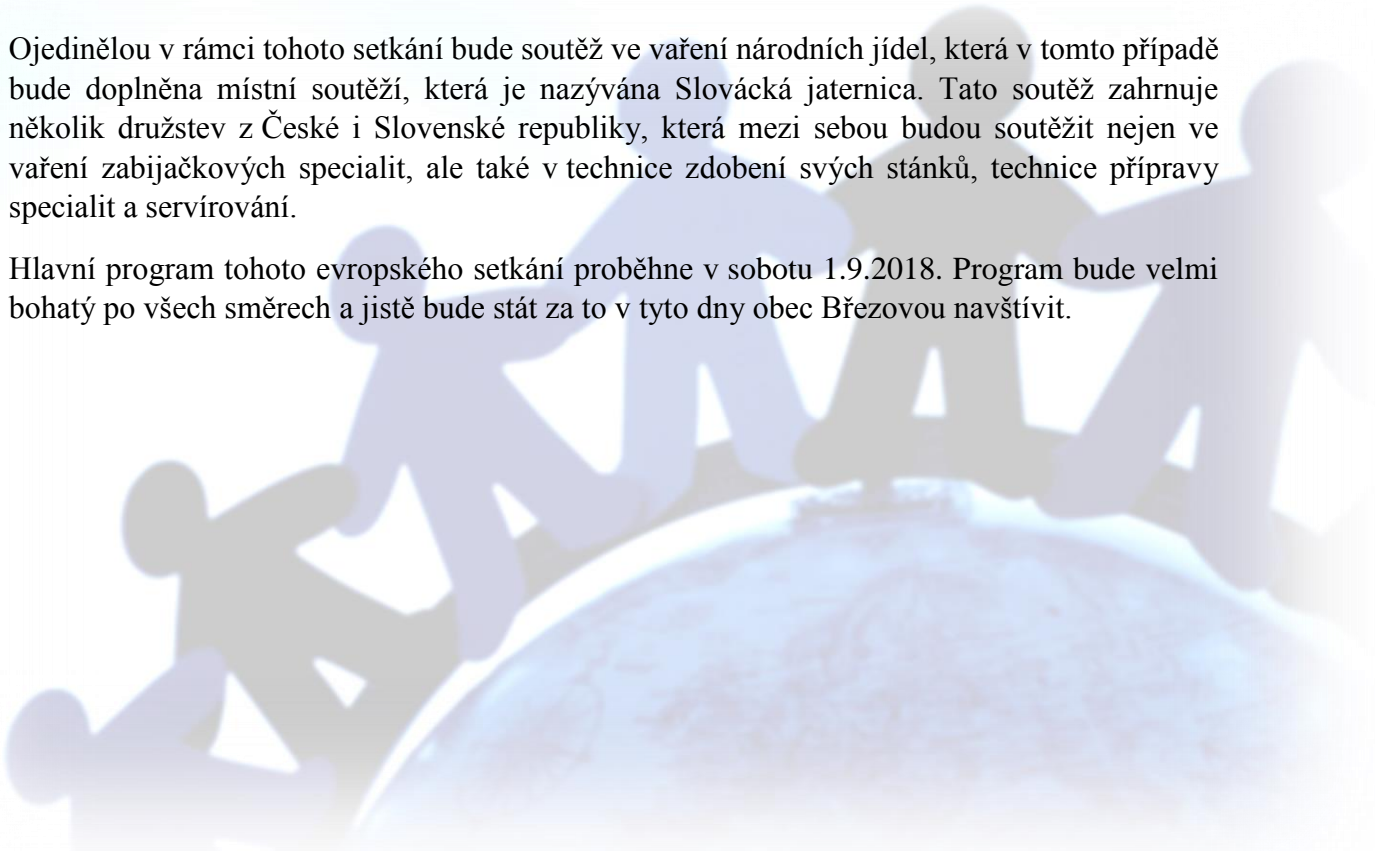 Ojedinělou v rámci tohoto setkání bude soutěž ve vaření národních jídel, která v tomto případě
bude doplněna místní soutěží, která je nazývána Slovácká jaternica. Tato soutěž zahrnuje
několik družstev z České i Slovenské republiky, která mezi sebou budou soutěžit nejen ve
vaření zabijačkových specialit, ale také v technice zdobení svých stánků, technice přípravy
specialit a servírování.
Hlavní program tohoto evropského setkání proběhne v sobotu 1.9.2018. Program bude velmi
bohatý po všech směrech a jistě bude stát za to v tyto dny obec Březovou navštívit.